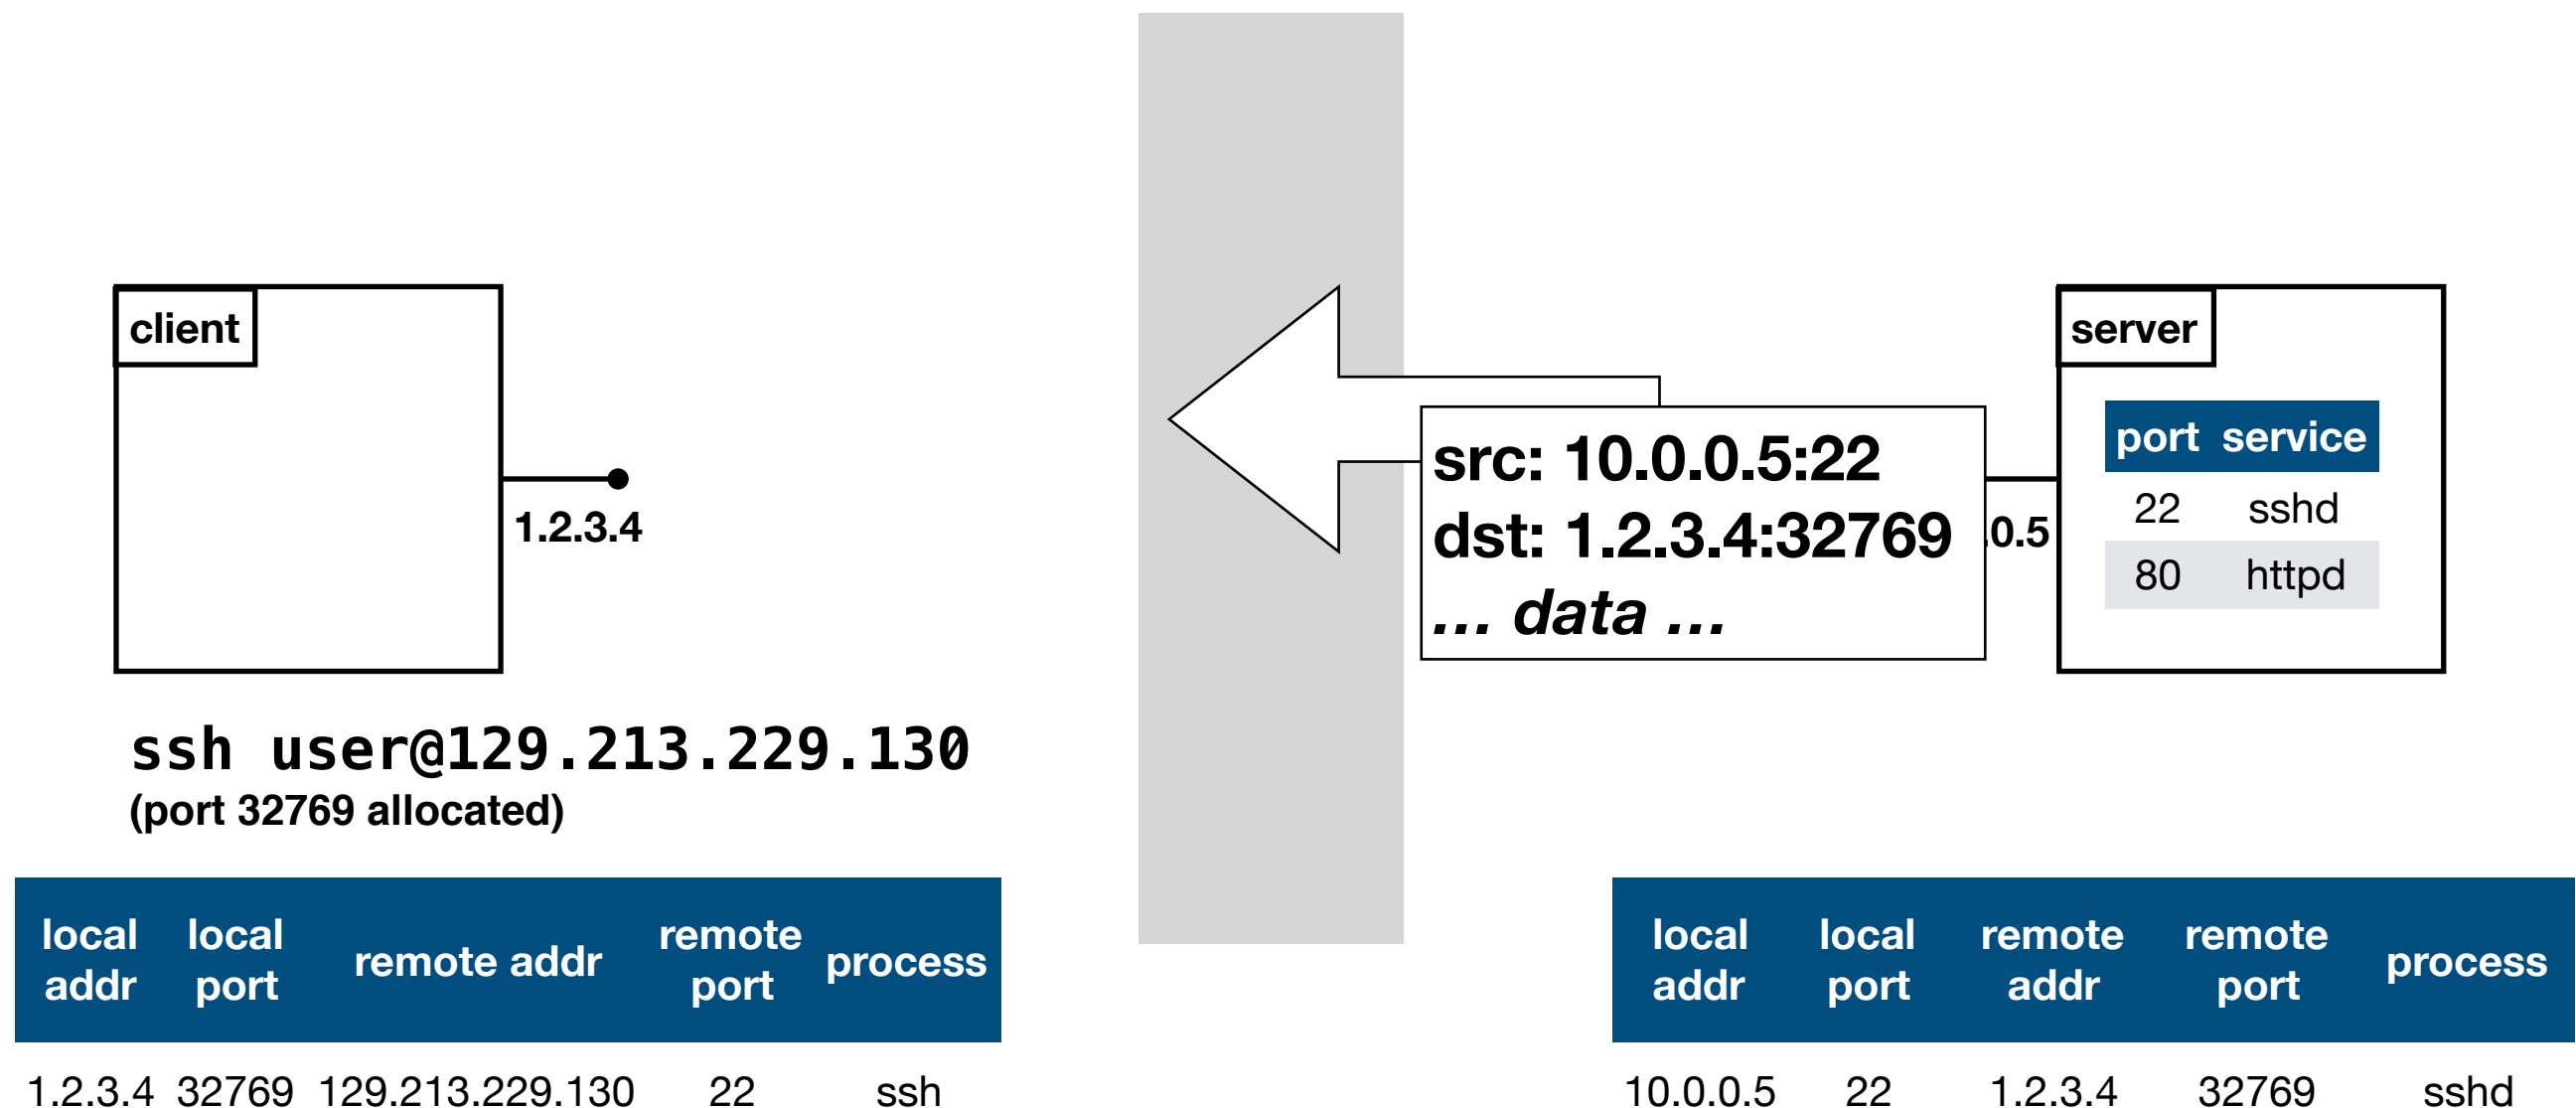 client
server
port service
22 sshd
80 httpd
src: 10.0.0.5:22
dst: 1.2.3.4:32769
... data ...
.0.5
1.2.3.4
ssh user@129.213.229.130
(port 32769 allocated)
local addr local port remote addr remote port process
1.2.3.4 32769 129.213.229.130 22 ssh
local addr local port remote addr remote port process
10.0.0.5 22 1.2.3.4 32769 sshd